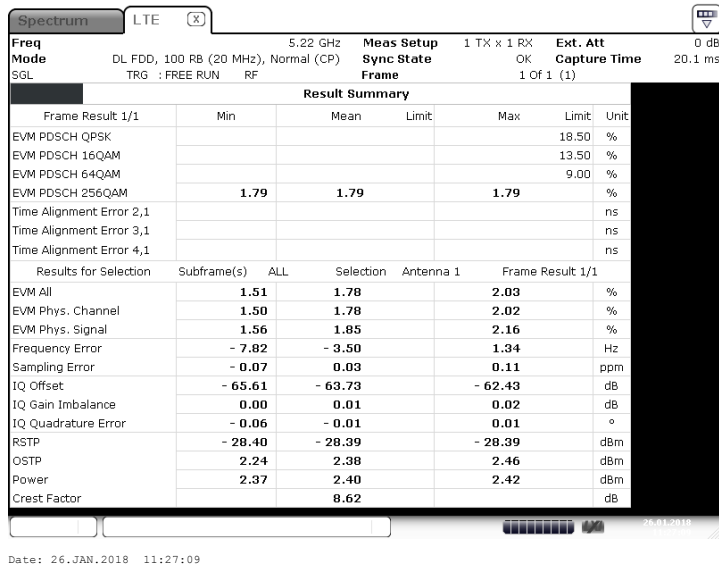 Spectrum LTE X
Freq 5.22 GHz Meas Setup 1 TX x 1 RX Ext. Att 0 dB
Mode DL FDD, 100 RB (20 MHz), Normal (CP) Sync State OK Capture Time 20.1 ms
SGL TRG : FREE RUN RF Frame 1 Of 1 (1)
Result Summary
Frame Result 1/1 Min Mean Limit Max Limit Unit
EVM PDSCH QPSK 18.50 %
EVM PDSCH 16QAM 13.50 %
EVM PDSCH 64QAM 9.00 %
EVM PDSCH 256QAM 1.79 1.79 1.79 %
Time Alignment Error 2,1 ns
Time Alignment Error 3,1 ns
Time Alignment Error 4,1 ns
Results for Selection Subframe(s) ALL Selection Antenna 1 Frame Result 1/1
EVM All 1.51 1.78 2.03 %
EVM Phys. Channel 1.50 1.78 2.02 %
EVM Phys. Signal 1.56 1.85 2.16 %
Frequency Error - 7.82 - 3.50 1.34 Hz
Sampling Error - 0.07 0.03 0.11 ppm
IQ Offset - 65.61 - 63.73 - 62.43 dB
IQ Gain Imbalance 0.00 0.01 0.02 dB
IQ Quadrature Error - 0.06 - 0.01 0.01 °
RSTP - 28.40 - 28.39 - 28.39 dBm
OSTP 2.24 2.38 2.46 dBm
Power 2.37 2.40 2.42 dBm
Crest Factor 8.62 dB
26.01.2018
Date: 26.JAN.2018 11:27:09